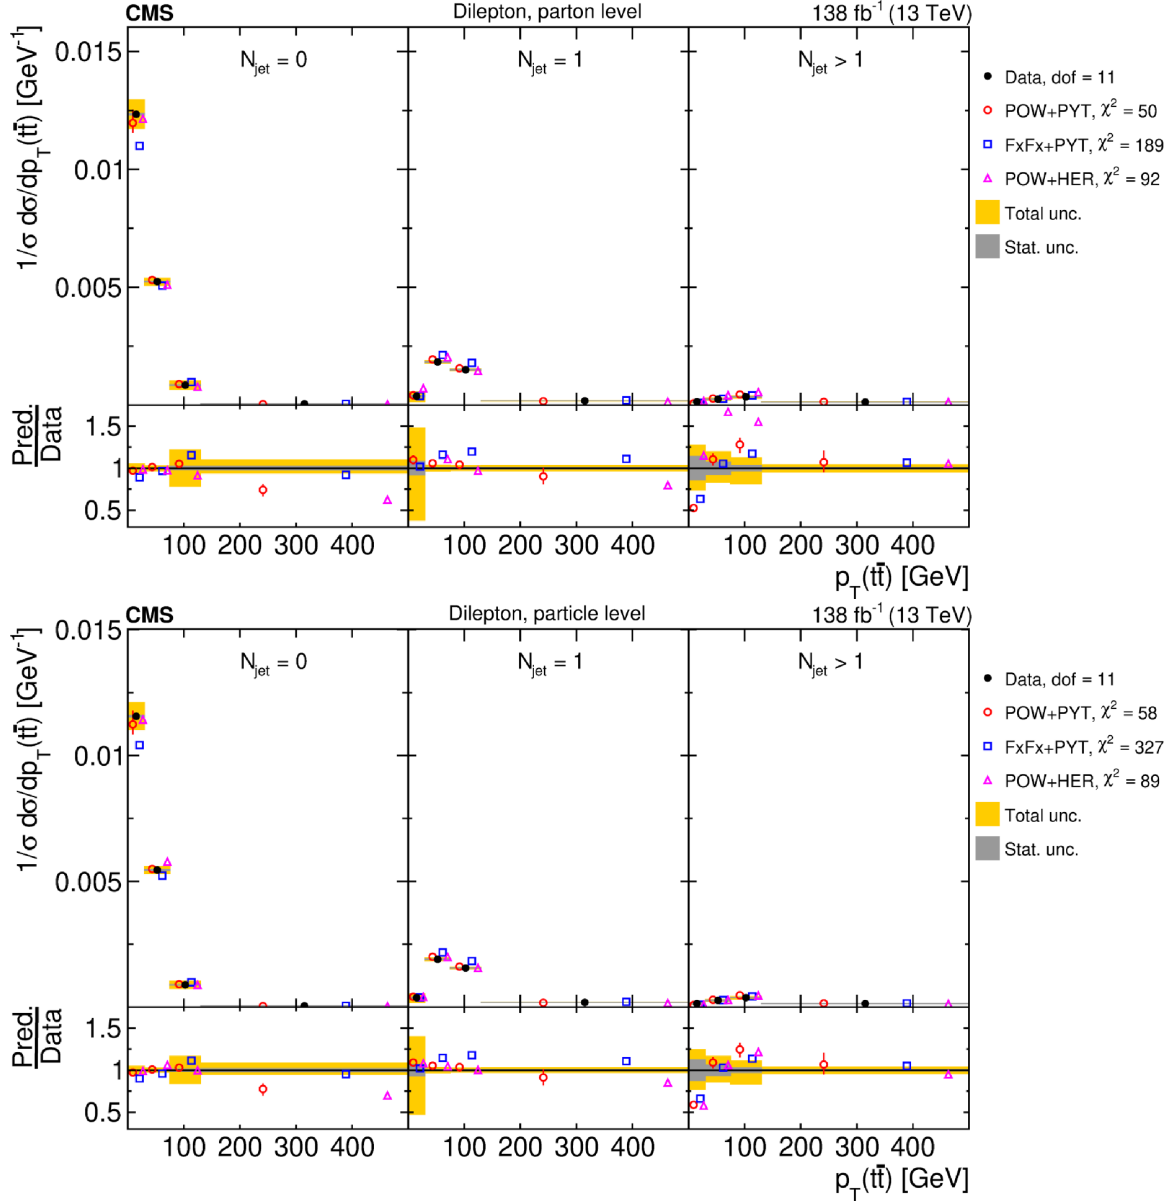 CMS Dilepton, parton level 138 fb⁻¹ (13 TeV)
1/σ dσ/dp_T(tt̄) [GeV⁻¹]
0.015
0.01
0.005
N_jet = 0 N_jet = 1 N_jet > 1
Data, dof = 11
POW+PYT, χ² = 50
FxFx+PYT, χ² = 189
POW+HER, χ² = 92
Total unc.
Stat. unc.
Pred.
Data
1.5
1
0.5
100 200 300 400 100 200 300 400 100 200 300 400
p_T(tt̄) [GeV]
CMS Dilepton, particle level 138 fb⁻¹ (13 TeV)
1/σ dσ/dp_T(tt̄) [GeV⁻¹]
0.015
0.01
0.005
N_jet = 0 N_jet = 1 N_jet > 1
Data, dof = 11
POW+PYT, χ² = 58
FxFx+PYT, χ² = 327
POW+HER, χ² = 89
Total unc.
Stat. unc.
Pred.
Data
1.5
1
0.5
100 200 300 400 100 200 300 400 100 200 300 400
p_T(tt̄) [GeV]